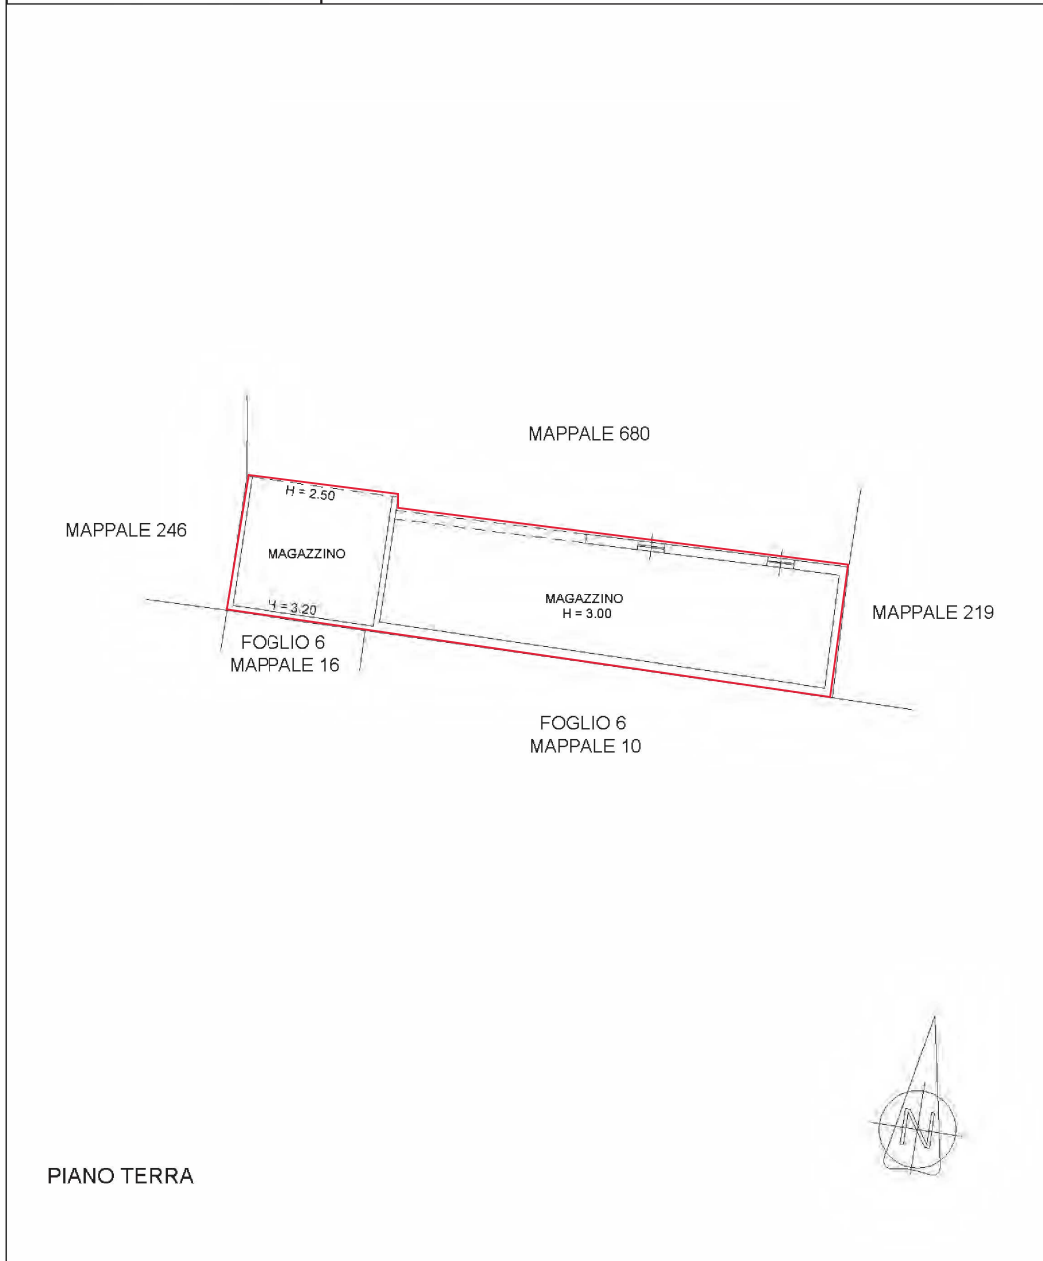 MAPPALE 680
H = 2.50
MAPPALE 246
MAGAZZINO
MAGAZZINO
H = 3.00
H = 3.20
MAPPALE 219
FOGLIO 6
MAPPALE 16
FOGLIO 6
MAPPALE 10
N
PIANO TERRA